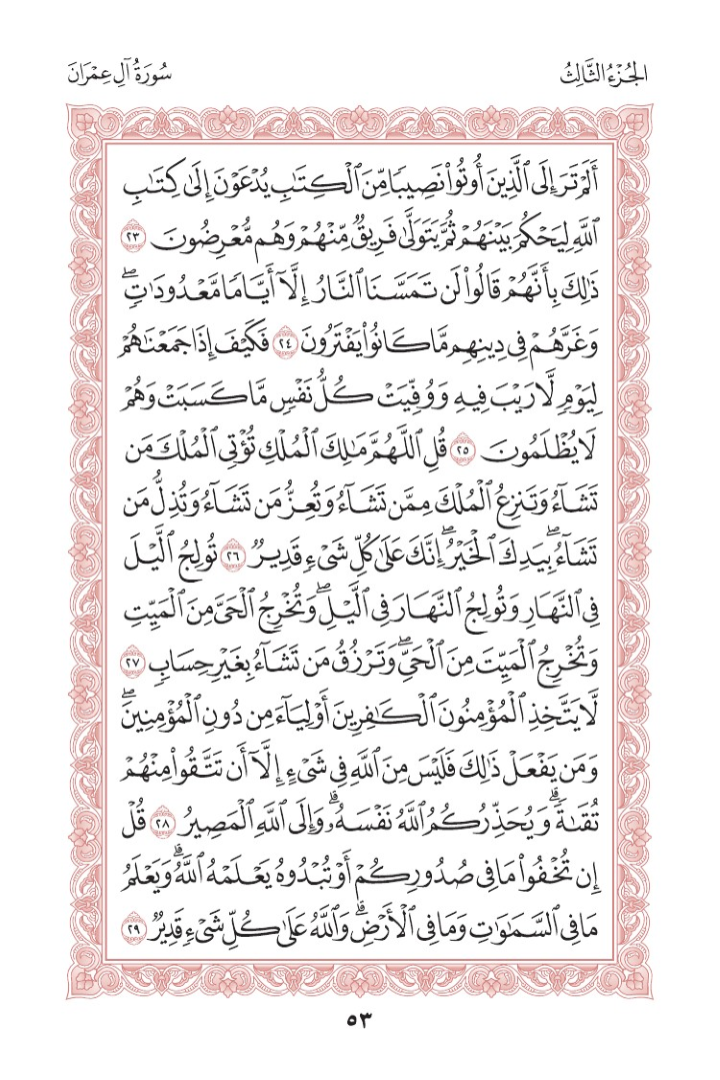 الجُزْءُ الثَّالِثُ
سُورَةُ آلِ عِمْرَانَ
أَلَمْ تَرَ إِلَى ٱلَّذِينَ أُوتُوا۟ نَصِيبًا مِّنَ ٱلْكِتَٰبِ يُدْعَوْنَ إِلَىٰ كِتَٰبِ
ٱللَّهِ لِيَحْكُمَ بَيْنَهُمْ ثُمَّ يَتَوَلَّىٰ فَرِيقٌ مِّنْهُمْ وَهُم مُّعْرِضُونَ ٢٣
ذَٰلِكَ بِأَنَّهُمْ قَالُوا۟ لَن تَمَسَّنَا ٱلنَّارُ إِلَّآ أَيَّامًا مَّعْدُودَٰتٍ ۖ
وَغَرَّهُمْ فِى دِينِهِم مَّا كَانُوا۟ يَفْتَرُونَ ٢٤ فَكَيْفَ إِذَا جَمَعْنَٰهُمْ
لِيَوْمٍ لَّا رَيْبَ فِيهِ وَوُفِّيَتْ كُلُّ نَفْسٍ مَّا كَسَبَتْ وَهُمْ
لَا يُظْلَمُونَ ٢٥ قُلِ ٱللَّهُمَّ مَٰلِكَ ٱلْمُلْكِ تُؤْتِى ٱلْمُلْكَ مَن
تَشَآءُ وَتَنزِعُ ٱلْمُلْكَ مِمَّن تَشَآءُ وَتُعِزُّ مَن تَشَآءُ وَتُذِلُّ مَن
تَشَآءُ ۖ بِيَدِكَ ٱلْخَيْرُ ۖ إِنَّكَ عَلَىٰ كُلِّ شَىْءٍ قَدِيرٌ ٢٦ تُولِجُ ٱلَّيْلَ
فِى ٱلنَّهَارِ وَتُولِجُ ٱلنَّهَارَ فِى ٱلَّيْلِ ۖ وَتُخْرِجُ ٱلْحَىَّ مِنَ ٱلْمَيِّتِ
وَتُخْرِجُ ٱلْمَيِّتَ مِنَ ٱلْحَىِّ ۖ وَتَرْزُقُ مَن تَشَآءُ بِغَيْرِ حِسَابٍ ٢٧
لَّا يَتَّخِذِ ٱلْمُؤْمِنُونَ ٱلْكَٰفِرِينَ أَوْلِيَآءَ مِن دُونِ ٱلْمُؤْمِنِينَ ۖ
وَمَن يَفْعَلْ ذَٰلِكَ فَلَيْسَ مِنَ ٱللَّهِ فِى شَىْءٍ إِلَّآ أَن تَتَّقُوا۟ مِنْهُمْ
تُقَىٰةً ۗ وَيُحَذِّرُكُمُ ٱللَّهُ نَفْسَهُۥ ۗ وَإِلَى ٱللَّهِ ٱلْمَصِيرُ ٢٨ قُلْ
إِن تُخْفُوا۟ مَا فِى صُدُورِكُمْ أَوْ تُبْدُوهُ يَعْلَمْهُ ٱللَّهُ ۗ وَيَعْلَمُ
مَا فِى ٱلسَّمَٰوَٰتِ وَمَا فِى ٱلْأَرْضِ ۗ وَٱللَّهُ عَلَىٰ كُلِّ شَىْءٍ قَدِيرٌ ٢٩
٥٣